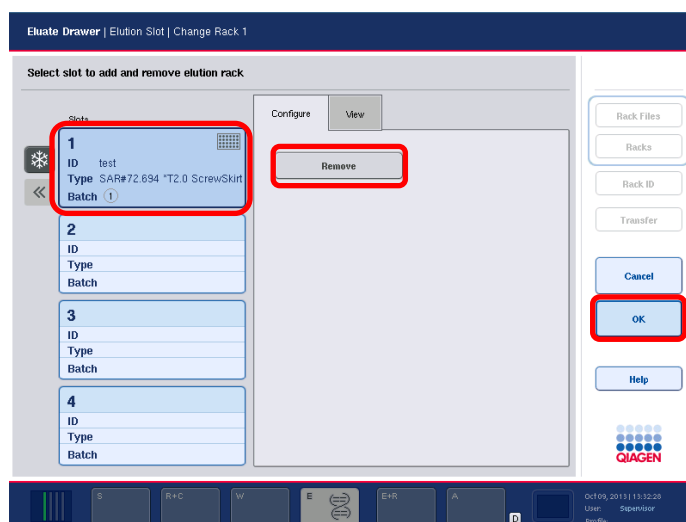 Eluate Drawer | Elution Slot | Change Rack 1
Select slot to add and remove elution rack
Slots
1
ID test
Type SAR#72.694 *T2.0 ScrewSkirt
Batch 1
2
ID
Type
Batch
3
ID
Type
Batch
4
ID
Type
Batch
Configure
View
Remove
Rack Files
Racks
Rack ID
Transfer
Cancel
OK
Help
QIAGEN
S
R+C
W
E
E+R
A
D
Oct 09, 2013 | 13:32:20
User: Supervisor
Profile: